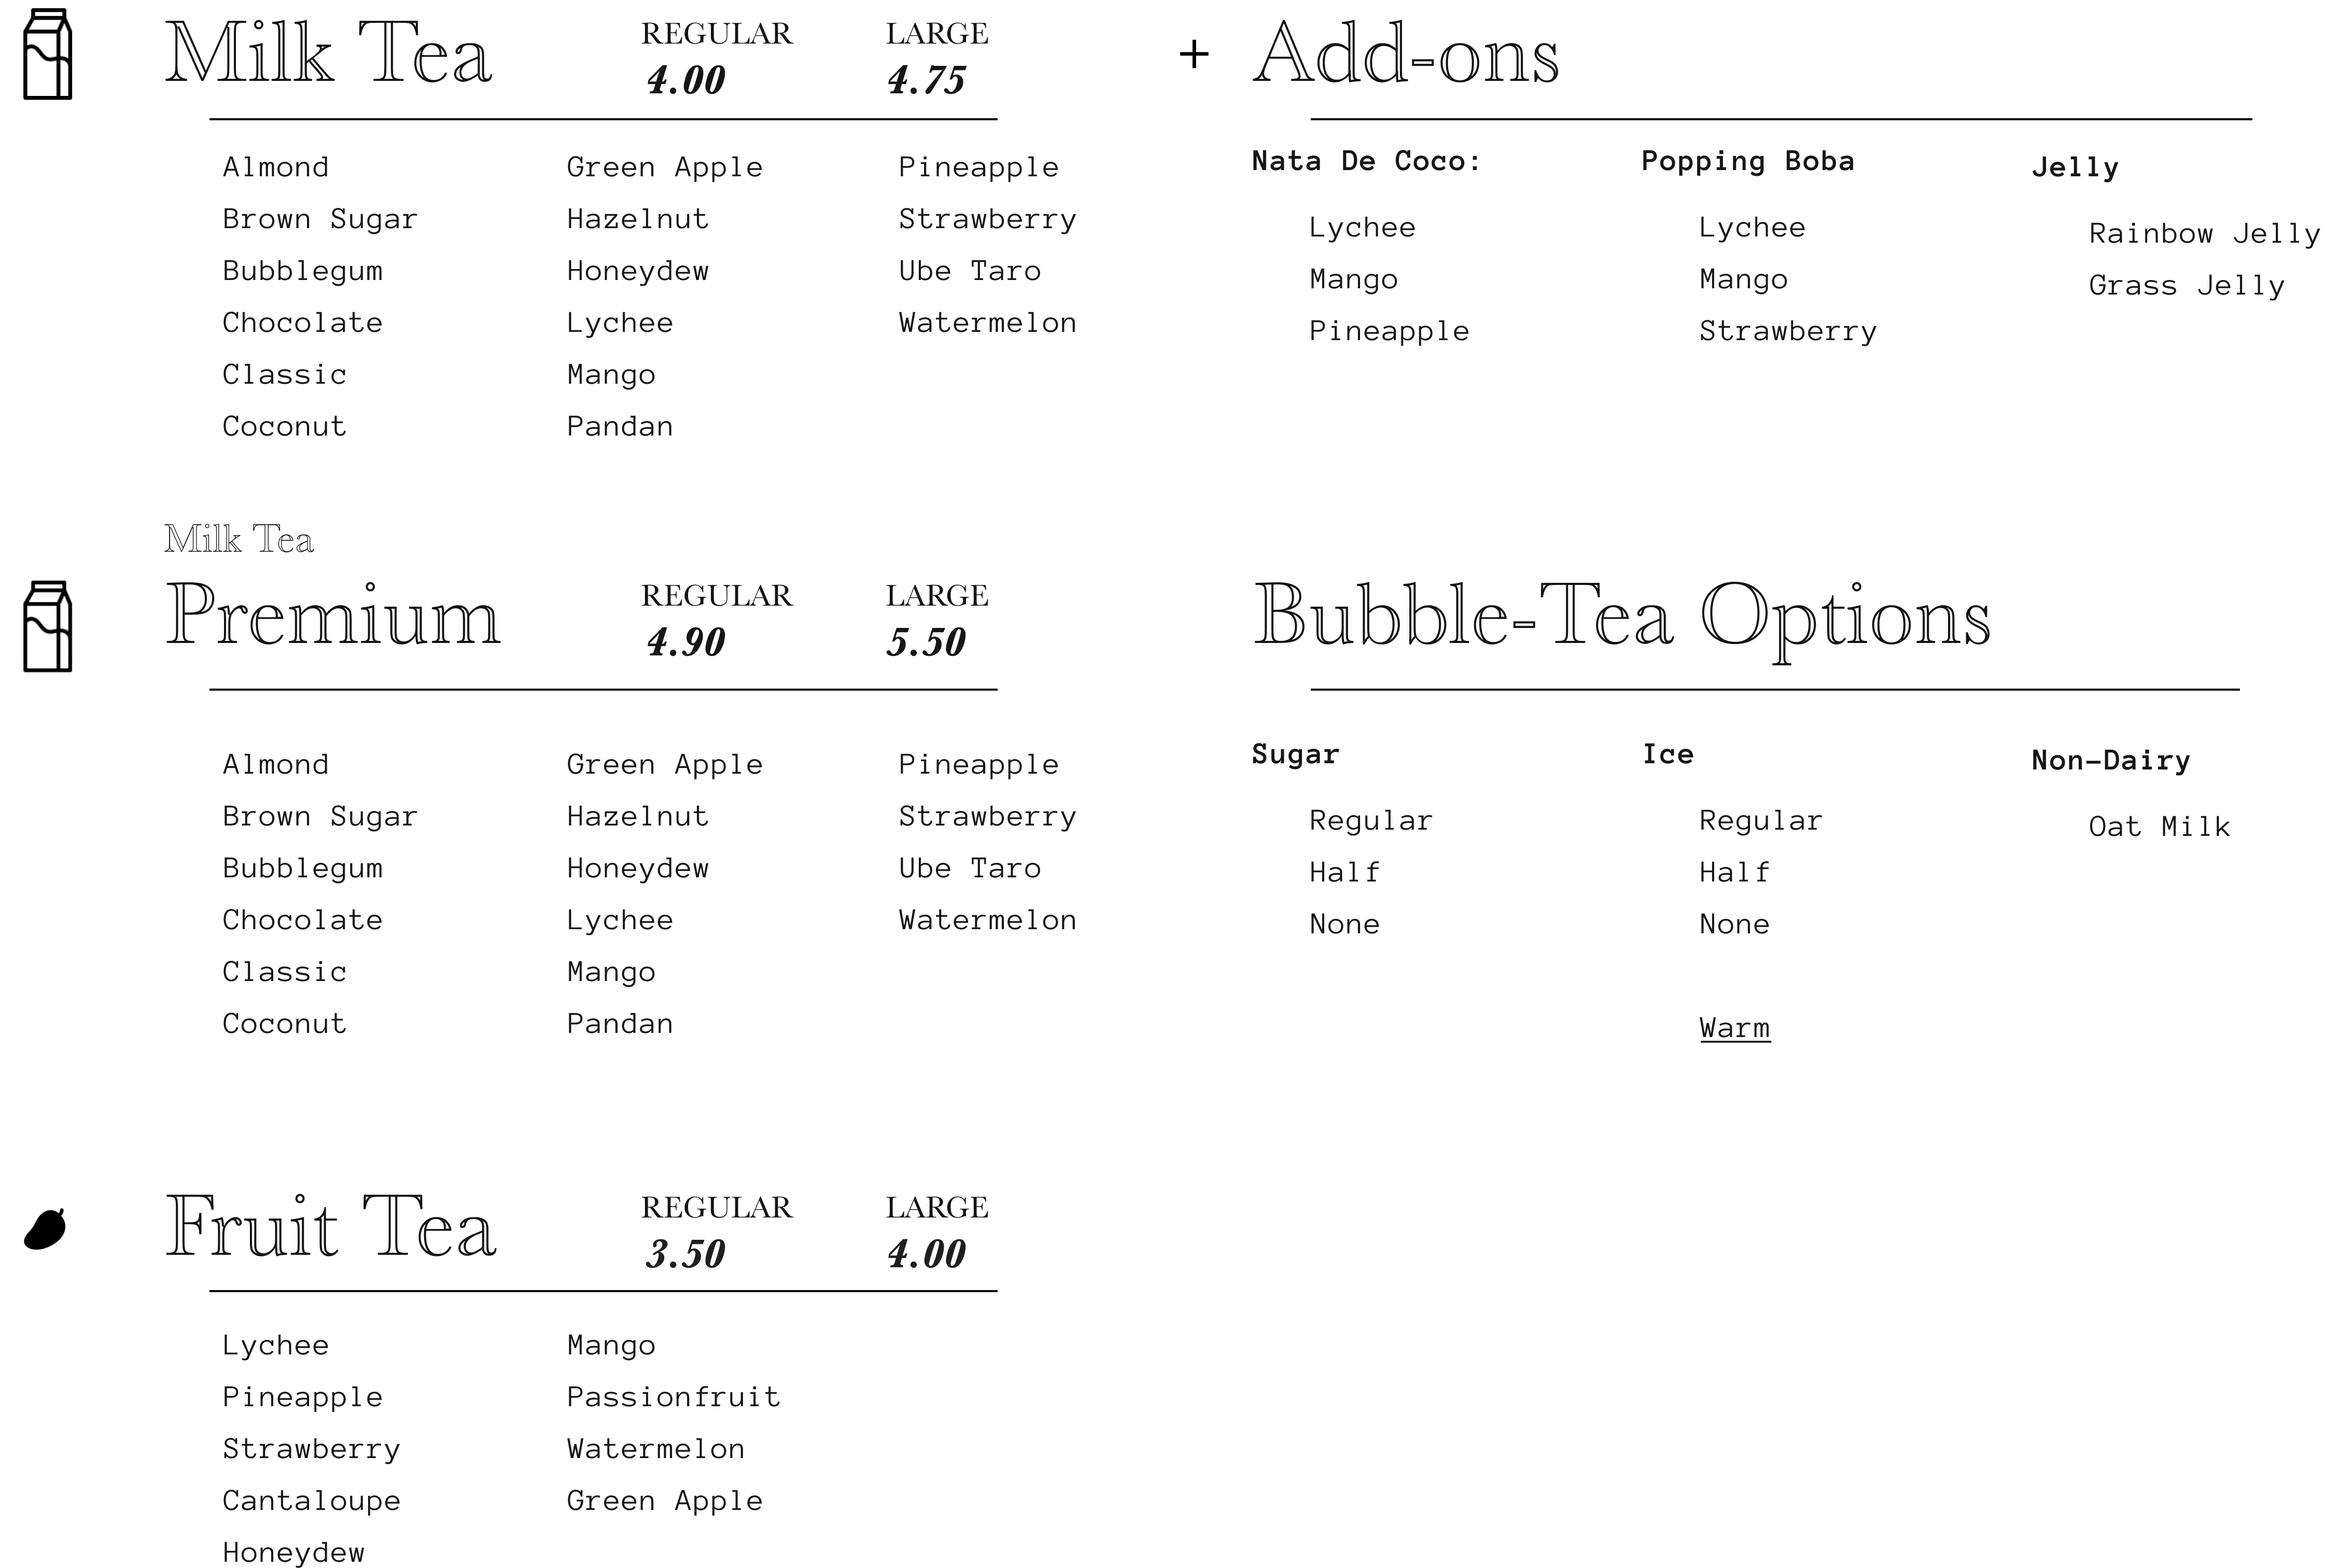 Milk Tea
REGULAR
4.00
LARGE
4.75
Almond
Brown Sugar
Bubblegum
Chocolate
Classic
Coconut
Green Apple
Hazelnut
Honeydew
Lychee
Mango
Pandan
Pineapple
Strawberry
Ube Taro
Watermelon
Milk Tea
Premium
REGULAR
4.90
LARGE
5.50
Almond
Brown Sugar
Bubblegum
Chocolate
Classic
Coconut
Green Apple
Hazelnut
Honeydew
Lychee
Mango
Pandan
Pineapple
Strawberry
Ube Taro
Watermelon
Fruit Tea
REGULAR
3.50
LARGE
4.00
Lychee
Pineapple
Strawberry
Cantaloupe
Honeydew
Mango
Passionfruit
Watermelon
Green Apple
+ Add-ons
Nata De Coco:
Lychee
Mango
Pineapple
Popping Boba
Lychee
Mango
Strawberry
Jelly
Rainbow Jelly
Grass Jelly
Bubble-Tea Options
Sugar
Regular
Half
None
Ice
Regular
Half
None
Warm
Non-Dairy
Oat Milk